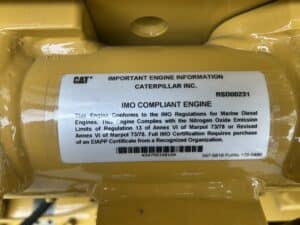 CAT
IMPORTANT ENGINE INFORMATION
CATERPILLAR INC.
RSD00231
IMO COMPLIANT ENGINE
This Engine Conforms to the IMO Regulations for Marine Diesel
Engines. This Engine Complies with the Nitrogen Oxide Emission
Limits of Regulation 13 of Annex VI of Marpol 73/78 or Revised
Annex VI of Marpol 73/78. Full IMO Certification Requires purchase
of an EIAPP Certificate from a Recognized Organization.